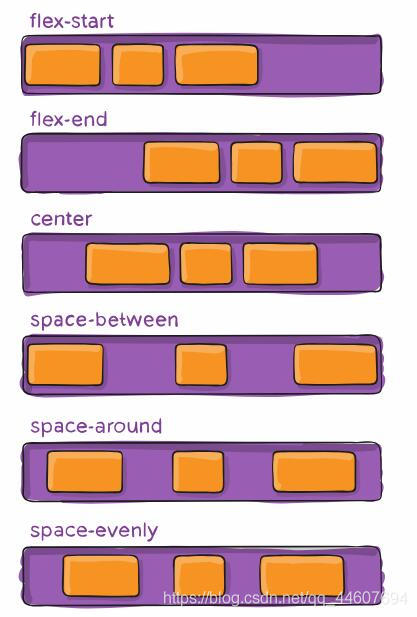 flex-start
flex-end
center
space-between
space-around
space-evenly
https://blog.csdn.net/qq_44607694